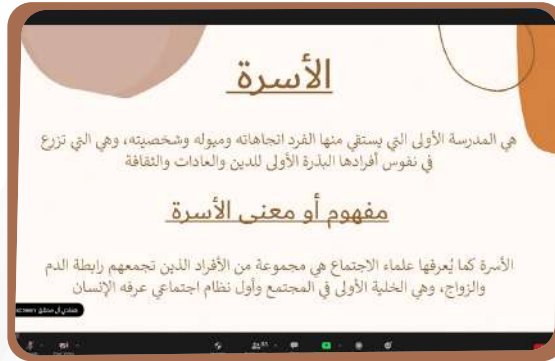 الأسرة
هي المدرسة الأولى التي يستقي منها الفرد اتجاهاته وميوله وشخصيته، وهي التي تزرع
في نفوس أفرادها البذرة الأولى للدين والعادات والثقافة
مفهوم أو معنى الأسرة
الأسرة كما يُعرفها علماء الاجتماع هي مجموعة من الأفراد الذين تجمعهم رابطة الدم
والزواج، وهي الخلية الأولى في المجتمع وأول نظام اجتماعي عرفه الإنسان